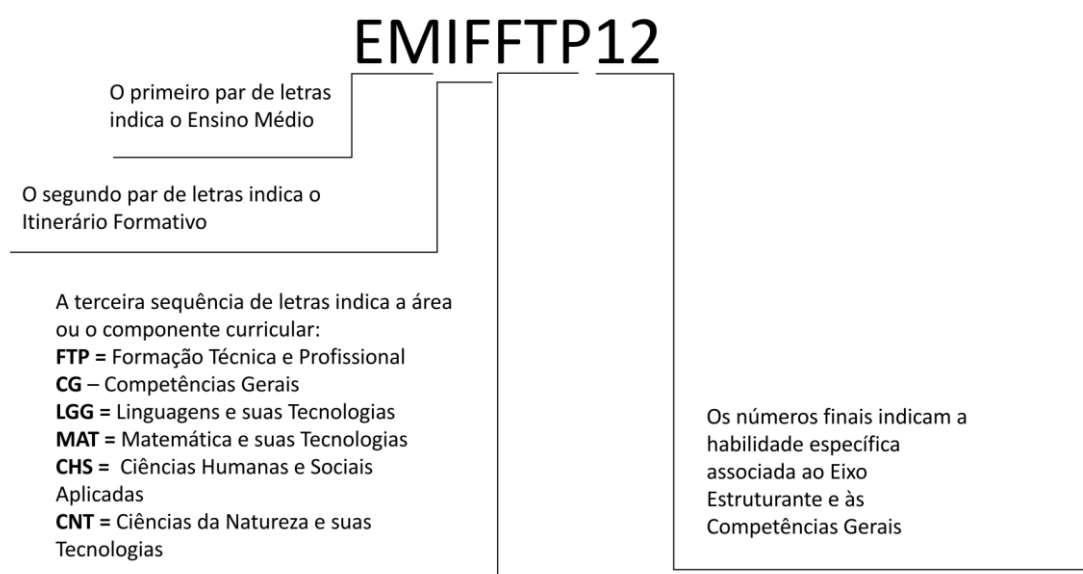 EMIFFTP12
O primeiro par de letras
indica o Ensino Médio
O segundo par de letras indica o
Itinerário Formativo
A terceira sequência de letras indica a área
ou o componente curricular:
FTP = Formação Técnica e Profissional
CG – Competências Gerais
LGG = Linguagens e suas Tecnologias
MAT = Matemática e suas Tecnologias
CHS = Ciências Humanas e Sociais
Aplicadas
CNT = Ciências da Natureza e suas
Tecnologias
Os números finais indicam a
habilidade específica
associada ao Eixo
Estruturante e às
Competências Gerais